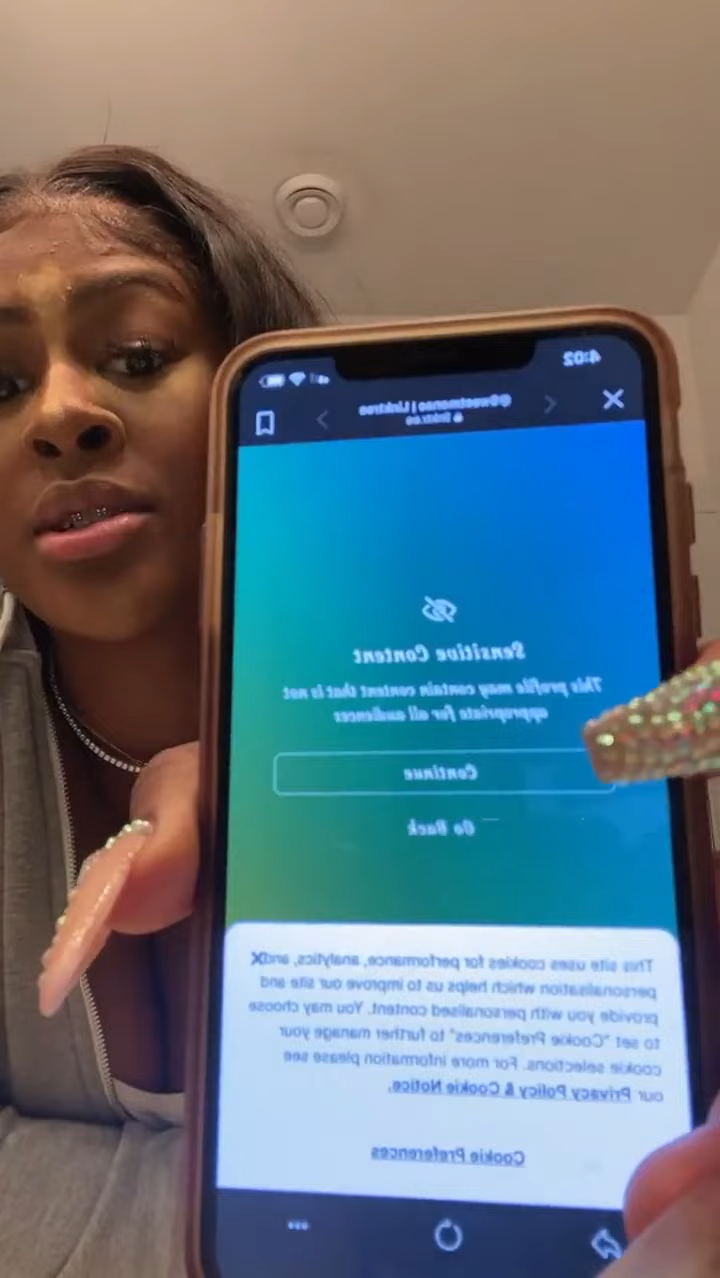 4:02
@Sweetmonae | Linktree
linktr.ee
Sensitive Content
This profile may contain content that is not
appropriate for all audiences
Continue
Go Back
This site uses cookies for performance, analytics, and X
personalisation which helps us to improve our site and
provide you with personalised content. You may choose
to set "Cookie Preferences" to further manage your
cookie selections. For more information please see
our Privacy Policy & Cookie Notice.
Cookie Preferences